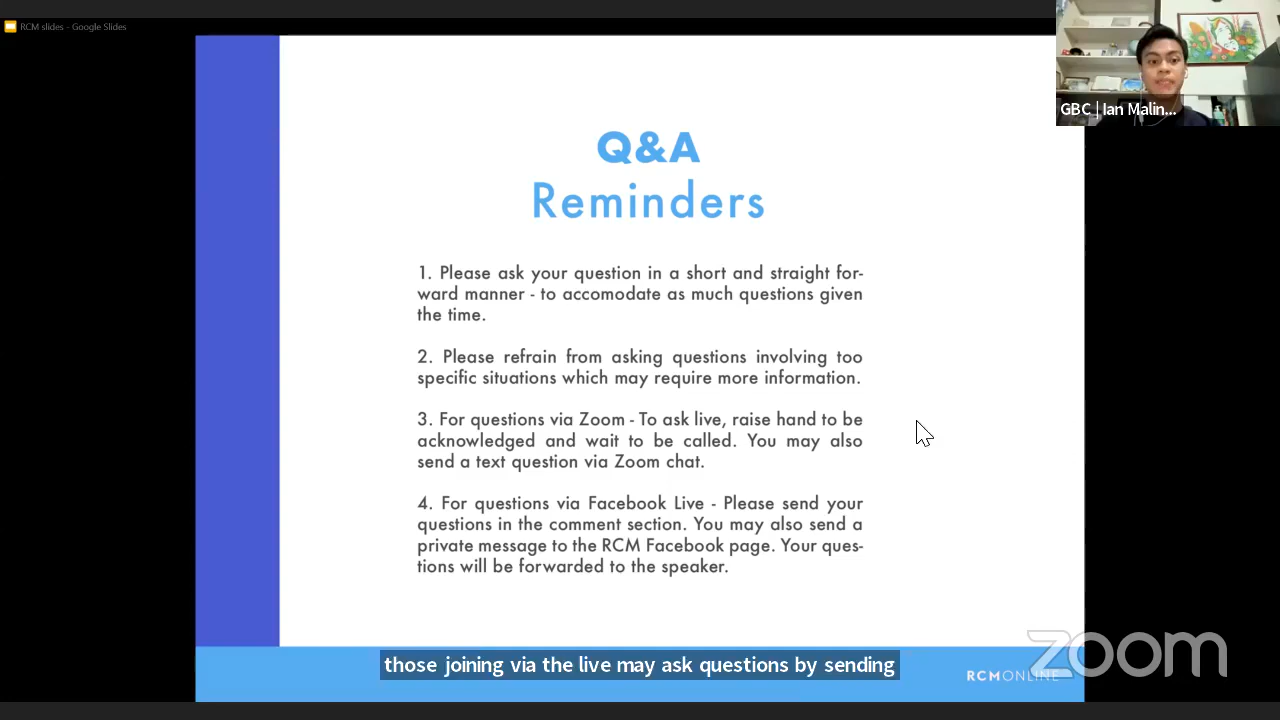 RCM slides - Google Slides
GBC | Ian Malin...
Q&A
Reminders
1. Please ask your question in a short and straight for-
ward manner - to accomodate as much questions given
the time.
2. Please refrain from asking questions involving too
specific situations which may require more information.
3. For questions via Zoom - To ask live, raise hand to be
acknowledged and wait to be called. You may also
send a text question via Zoom chat.
4. For questions via Facebook Live - Please send your
questions in the comment section. You may also send a
private message to the RCM Facebook page. Your ques-
tions will be forwarded to the speaker.
those joining via the live may ask questions by sending
RCMONLINE
zoom